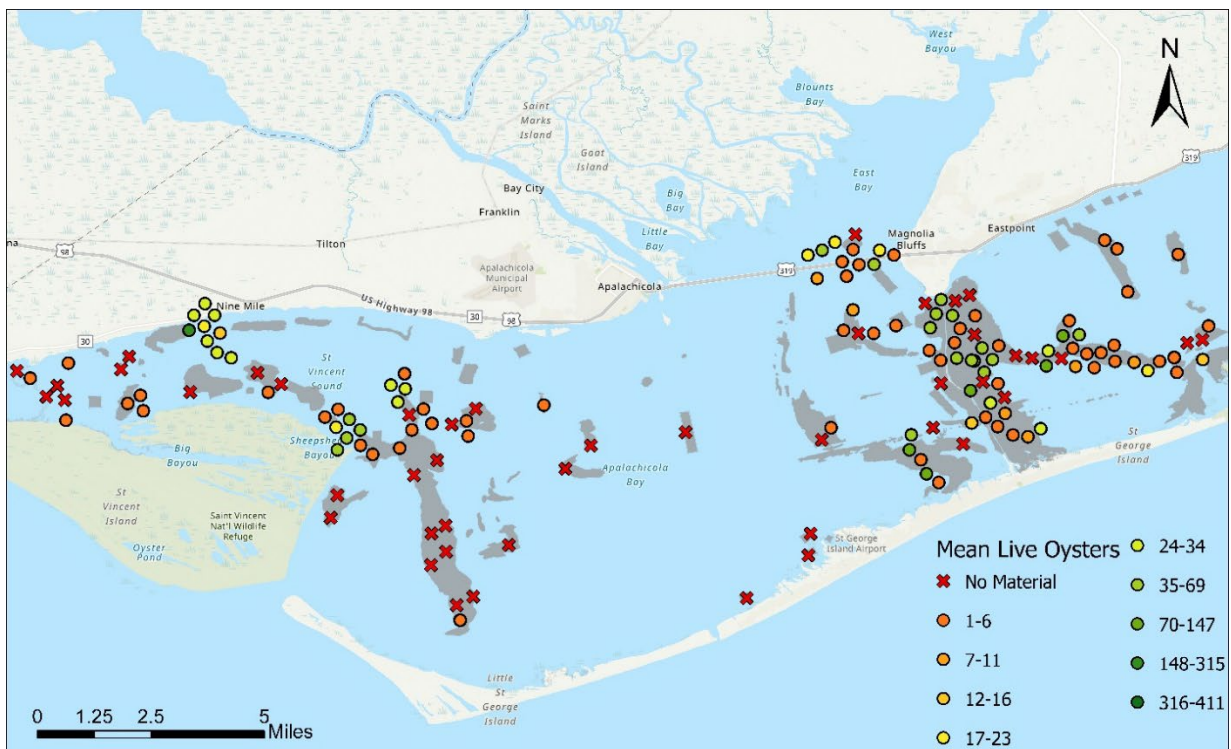 West
Bayou
N
Blounts
Bay
Saint
Marks
Island
Goat
Island
319
East
Bay
Bay City
Big
Bay
Franklin
Little
Bay
Magnolia
Bluffs
Eastpoint
na
98
Tilton
Apalachicola
Municipal
Airport
Apalachicola
319
Nine Mile
US Highway 98
30
98
30
St
Vincent
Sound
Sheepshead
Bayou
Big
Bayou
St
Vincent
Island
Saint Vincent
Nat'l Wildlife
Refuge
Oyster
Pond
Apalachicola
Bay
St
George
Island
St George
Island Airport
Little
St
George
Island
Mean Live Oysters
No Material
1-6
7-11
12-16
17-23
24-34
35-69
70-147
148-315
316-411
0 1.25 2.5 5
Miles